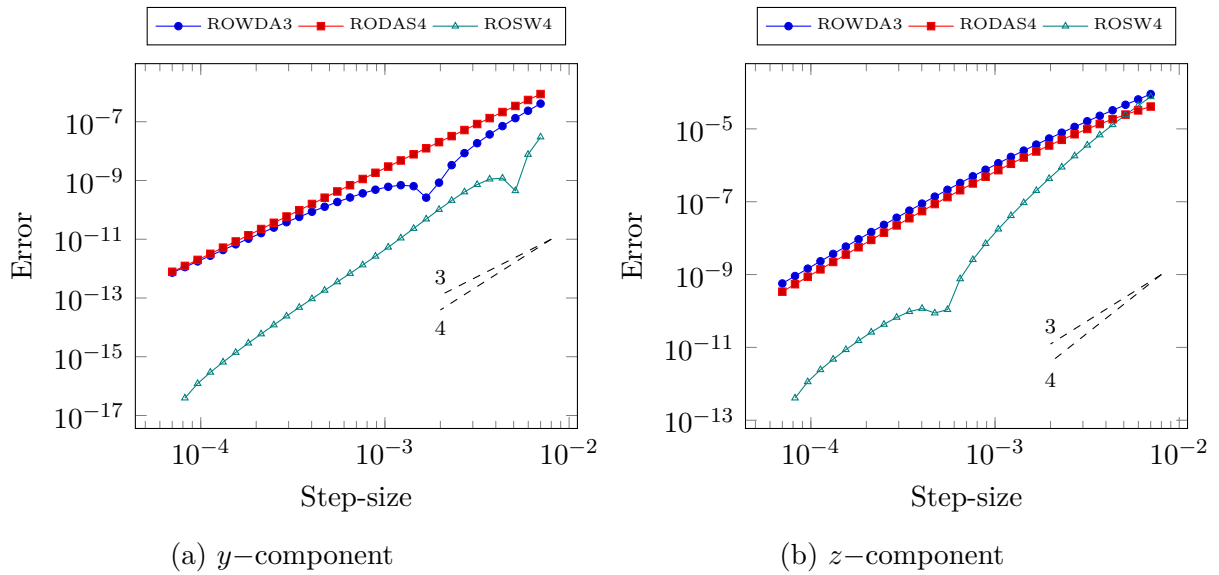 ROWDA3 RODAS4 ROSW4
10^−7
10^−9
10^−11
10^−13
10^−15
10^−17
Error
3
4
10^−4 10^−3 10^−2
Step-size
(a) y−component
ROWDA3 RODAS4 ROSW4
10^−5
10^−7
10^−9
10^−11
10^−13
Error
3
4
10^−4 10^−3 10^−2
Step-size
(b) z−component